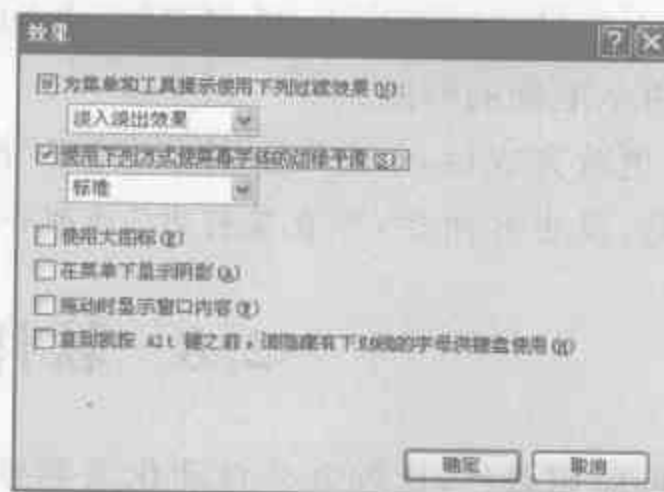 效果
为菜单和工具提示使用下列过渡效果(U):
淡入淡出效果
使用下列方式使屏幕字体的边缘平滑(S):
标准
使用大图标(E)
在菜单下显示阴影(A)
拖动时显示窗口内容(W)
直到我按 Alt 键之前,请隐藏有下划线的字母供键盘使用(H)
确定
取消